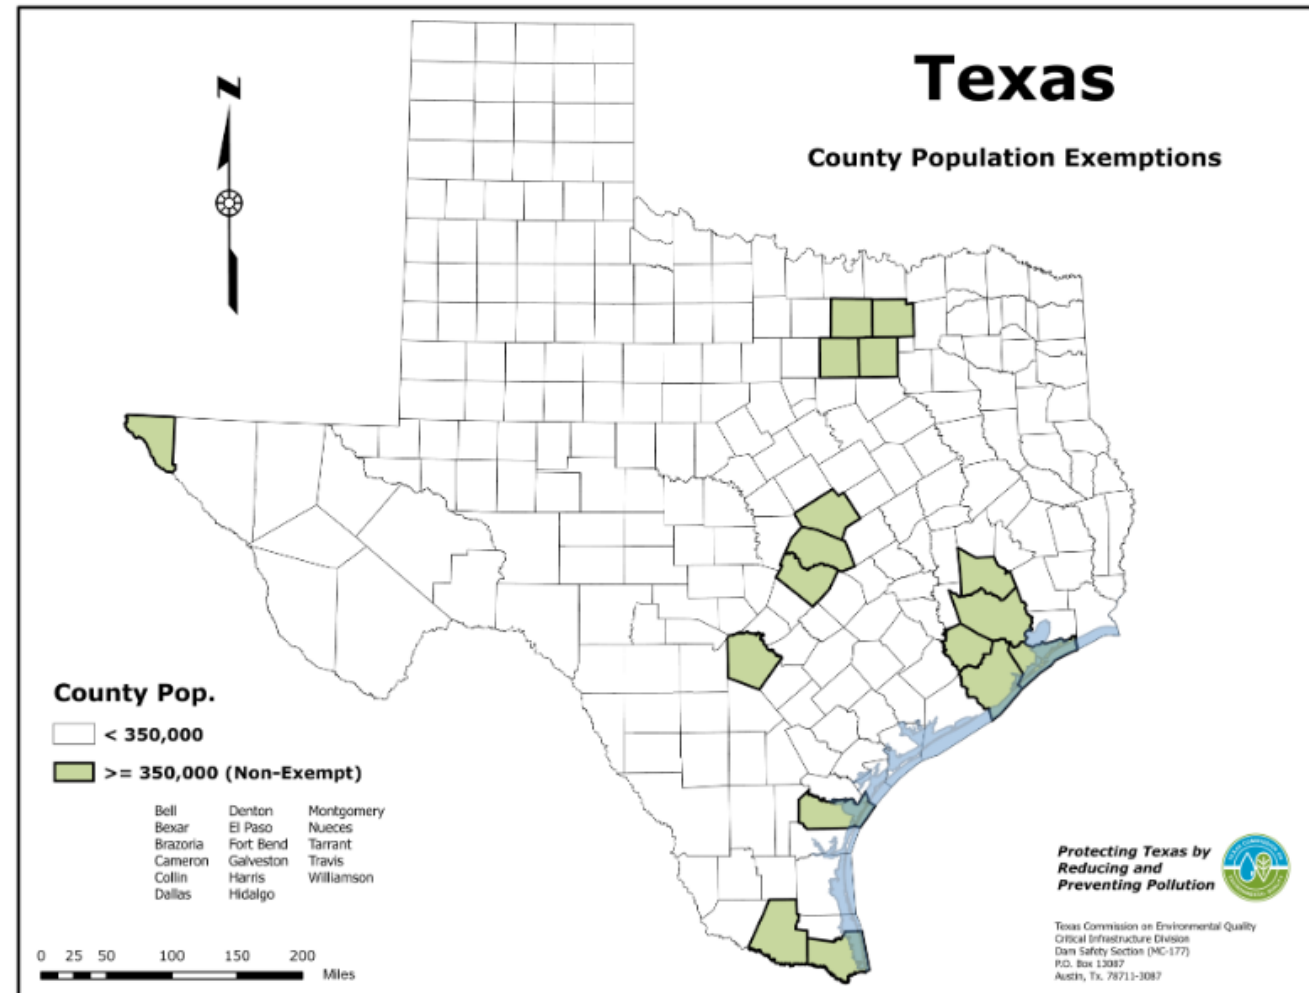 Texas
County Population Exemptions
N
County Pop.
< 350,000
>= 350,000 (Non-Exempt)
Bell Denton Montgomery
Bexar El Paso Nueces
Brazoria Fort Bend Tarrant
Cameron Galveston Travis
Collin Harris Williamson
Dallas Hidalgo
0 25 50 100 150 200
Miles
Protecting Texas by
Reducing and
Preventing Pollution
Texas Commission on Environmental Quality
Critical Infrastructure Division
Dam Safety Section (MC-177)
P.O. Box 13087
Austin, Tx. 78711-3087